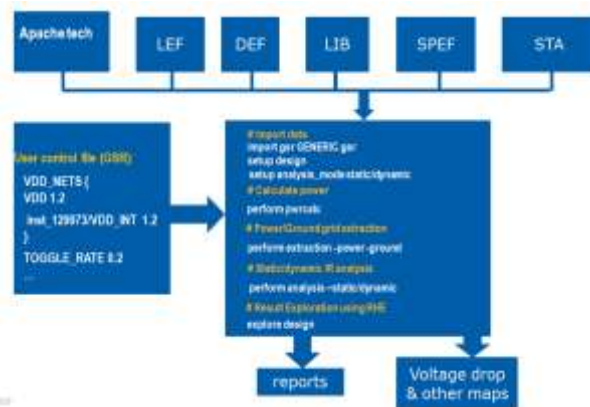 Apache tech
LEF
DEF
LIB
SPEF
STA
User control file (GSR)
VDD_NETS {
VDD 1.2
inst_129973/VDD_INT 1.2
}
TOGGLE_RATE 0.2
...
# Import data
import gsr GENERIC.gsr
setup design
setup analysis_mode static/dynamic
# Calculate power
perform pwrcalc
# Power/Ground grid extraction
perform extraction -power -ground
# Static/dynamic IR analysis
perform analysis -static/dynamic
# Result Exploration using RHE
explore design
reports
Voltage drop
& other maps